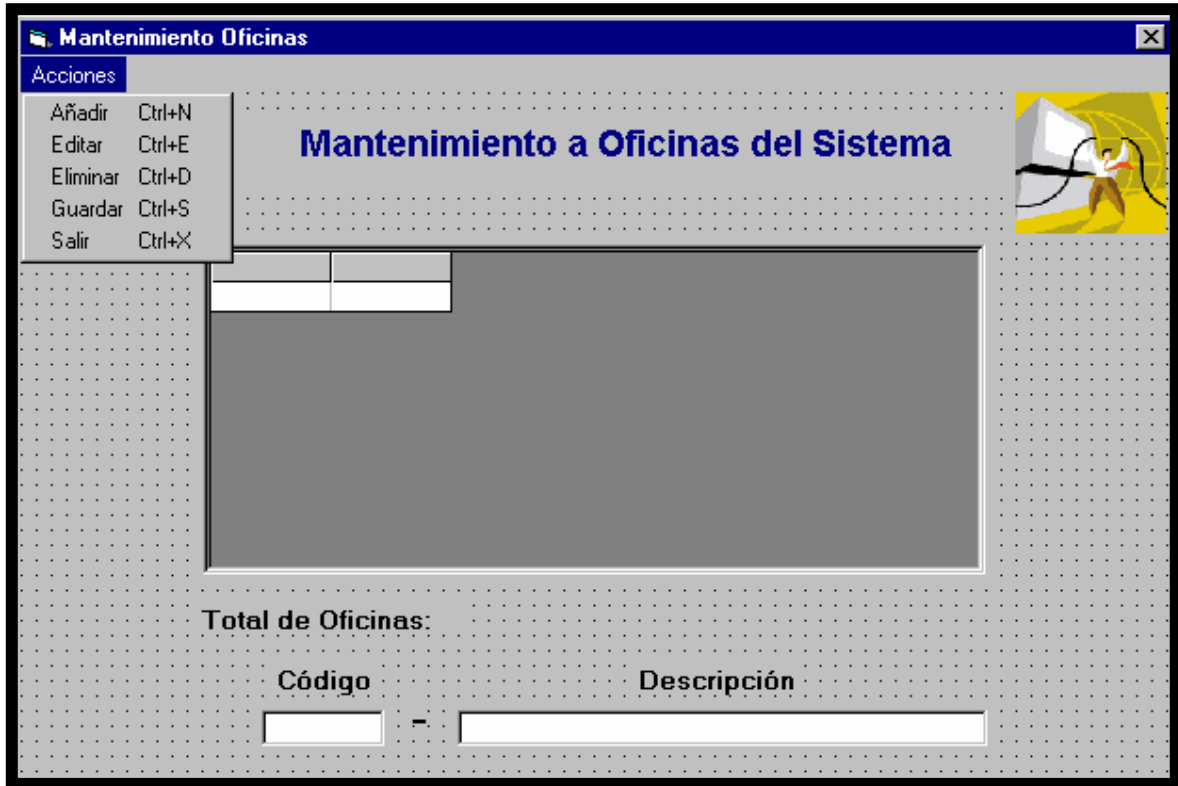 Mantenimiento Oficinas
Acciones
Añadir Ctrl+N
Editar Ctrl+E
Eliminar Ctrl+D
Guardar Ctrl+S
Salir Ctrl+X
Mantenimiento a Oficinas del Sistema
Total de Oficinas:
Código Descripción
-